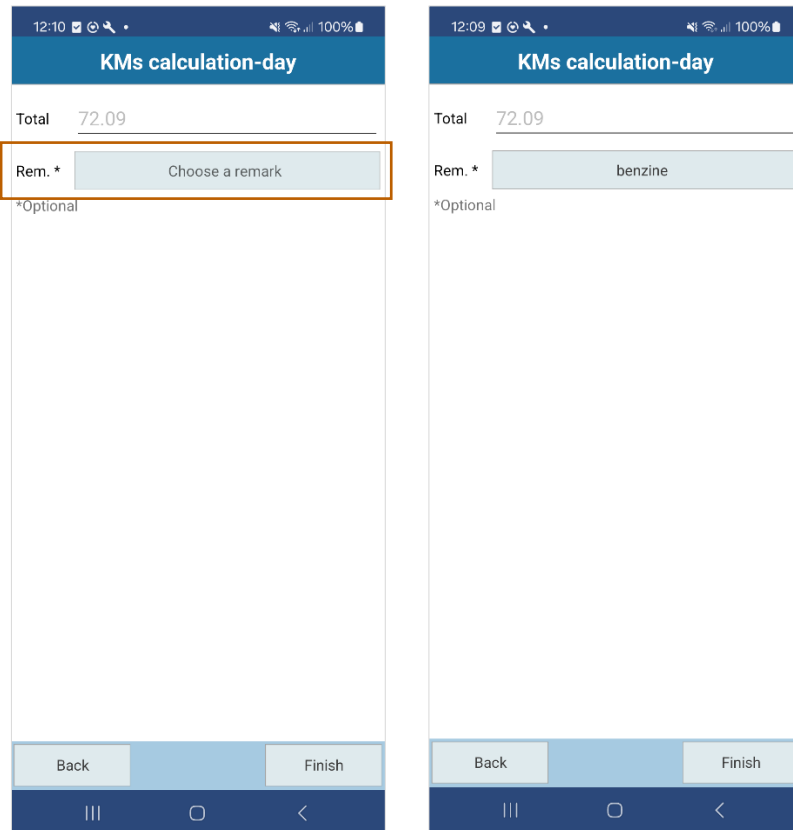 12:10
100%
KMs calculation-day
Total 72.09
Rem. * Choose a remark
*Optional
Back Finish
12:09
100%
KMs calculation-day
Total 72.09
Rem. * benzine
*Optional
Back Finish